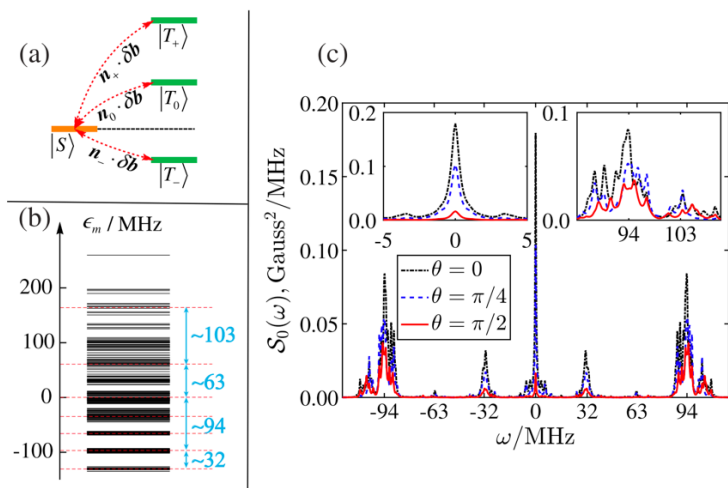 (a)
|T₊⟩
n₊ · δb
|T₀⟩
n₀ · δb
|S⟩
n₋ · δb
|T₋⟩
(b)
ϵₘ / MHz
200
100
0
-100
~103
~63
~94
~32
(c)
S₀(ω), Gauss²/MHz
0.20
0.15
0.10
0.05
0.00
0.2
0.1
0.0
-5 0 5
0.1
0.0
94 103
θ = 0
θ = π/4
θ = π/2
-94 -63 -32 0 32 63 94
ω/MHz